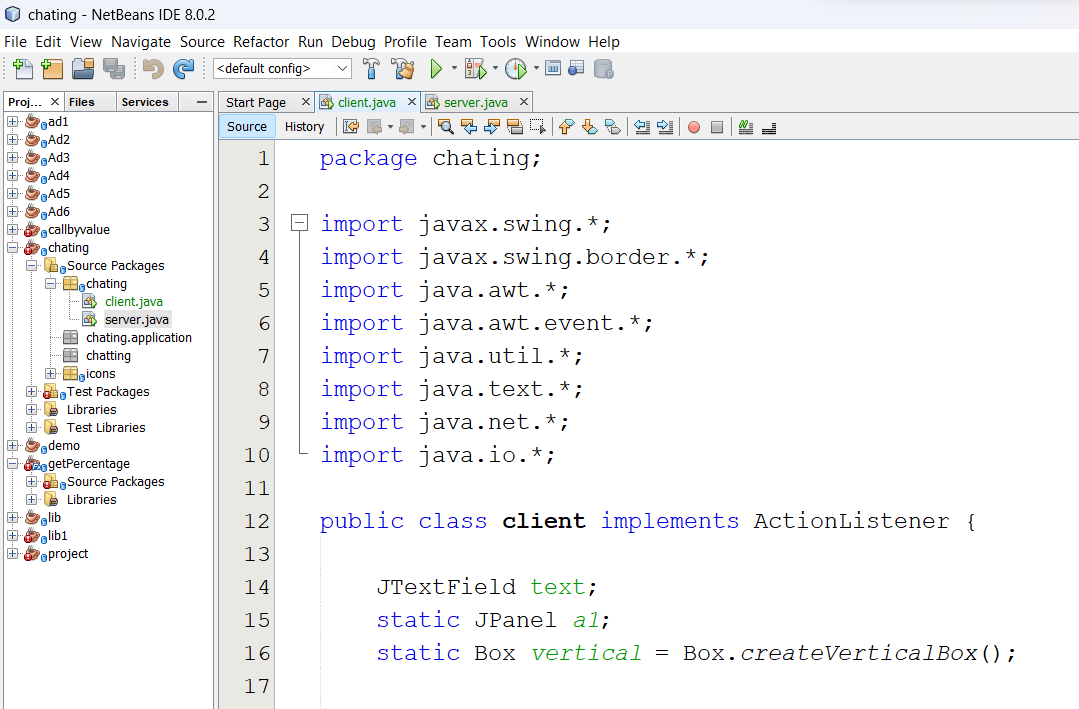 chating - NetBeans IDE 8.0.2
File Edit View Navigate Source Refactor Run Debug Profile Team Tools Window Help
<default config>
Proj... Files Services
ad1
Ad2
Ad3
Ad4
Ad5
Ad6
callbyvalue
chating
Source Packages
chating
client.java
server.java
chating.application
chatting
icons
Test Packages
Libraries
Test Libraries
demo
getPercentage
Source Packages
Libraries
lib
lib1
project
Start Page client.java server.java
Source History
1 package chating;
2
3 import javax.swing.*;
4 import javax.swing.border.*;
5 import java.awt.*;
6 import java.awt.event.*;
7 import java.util.*;
8 import java.text.*;
9 import java.net.*;
10 import java.io.*;
11
12 public class client implements ActionListener {
13
14 JTextField text;
15 static JPanel a1;
16 static Box vertical = Box.createVerticalBox();
17